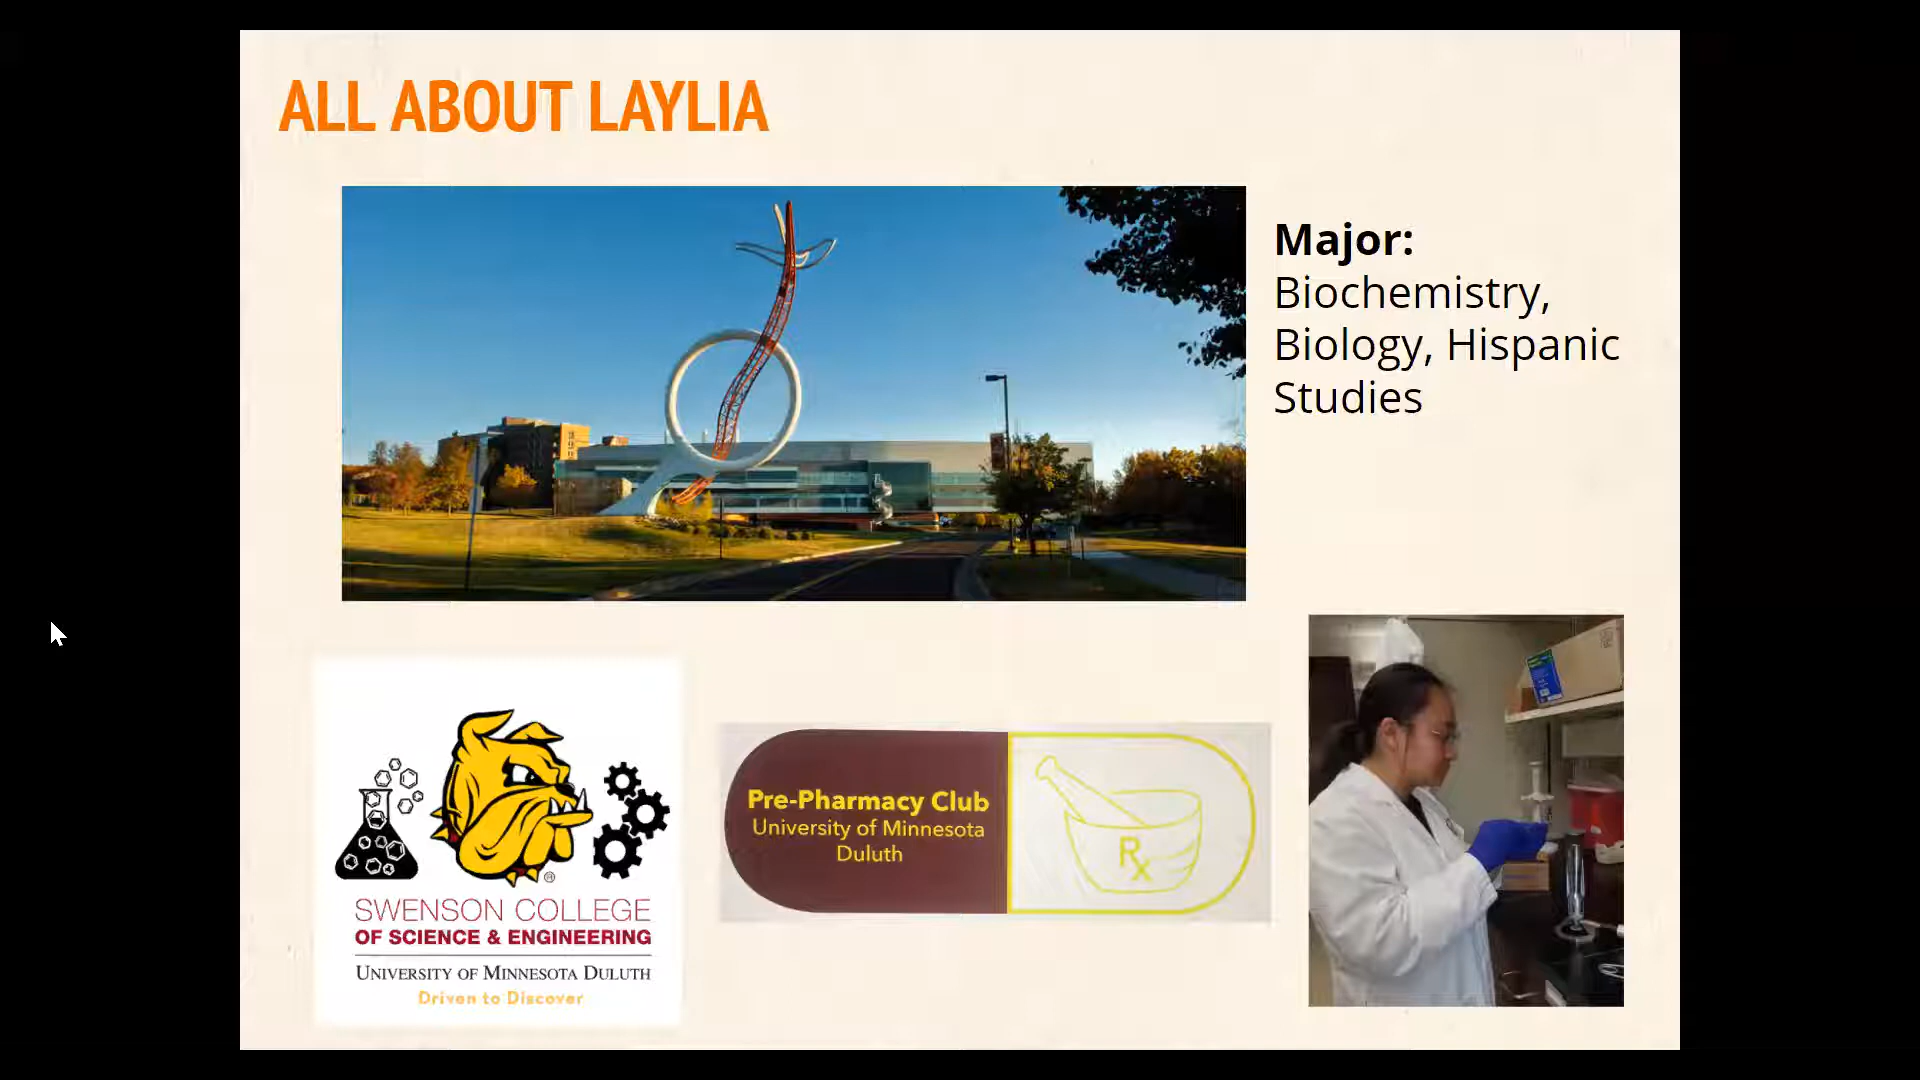 ALL ABOUT LAYLIA
Major:
Biochemistry,
Biology, Hispanic
Studies
SWENSON COLLEGE
OF SCIENCE & ENGINEERING
UNIVERSITY OF MINNESOTA DULUTH
Driven to Discover
Pre-Pharmacy Club
University of Minnesota
Duluth
Rx